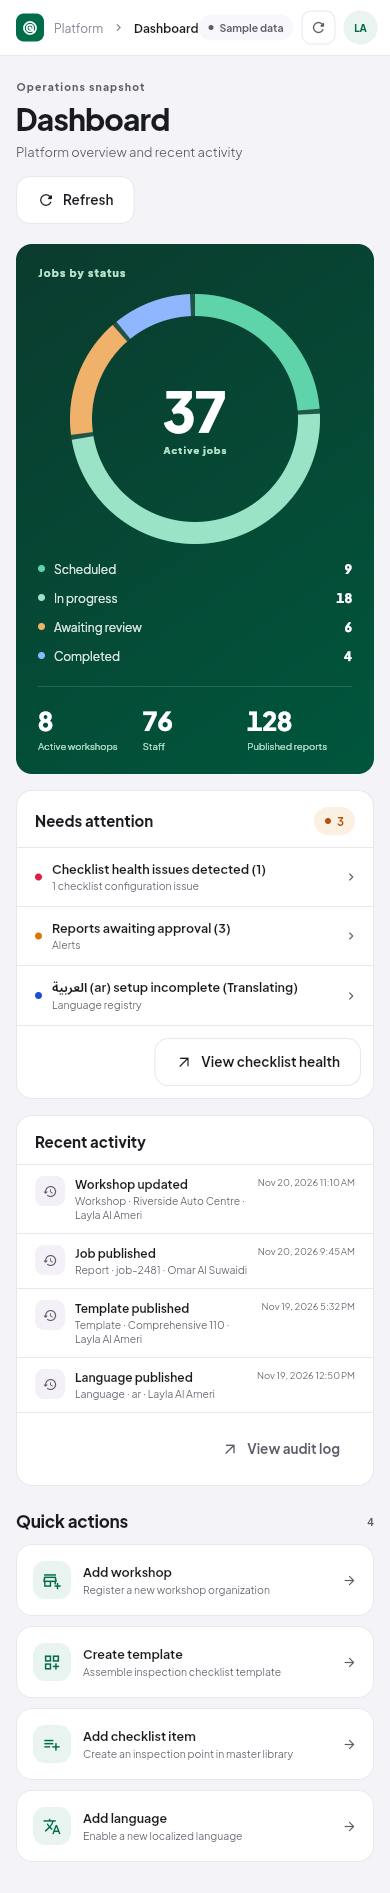 Platform
Dashboard
Sample data
LA
Operations snapshot
Dashboard
Platform overview and recent activity
Refresh
Jobs by status
37
Active jobs
Scheduled 9
In progress 18
Awaiting review 6
Completed 4
8 76 128
Active workshops Staff Published reports
Needs attention 3
Checklist health issues detected (1)
1 checklist configuration issue
Reports awaiting approval (3)
Alerts
العربية (ar) setup incomplete (Translating)
Language registry
View checklist health
Recent activity
Workshop updated Nov 20, 2026 11:10 AM
Workshop · Riverside Auto Centre ·
Layla Al Ameri
Job published Nov 20, 2026 9:45 AM
Report · job-2481 · Omar Al Suwaidi
Template published Nov 19, 2026 5:32 PM
Template · Comprehensive 110 ·
Layla Al Ameri
Language published Nov 19, 2026 12:50 PM
Language · ar · Layla Al Ameri
View audit log
Quick actions 4
Add workshop
Register a new workshop organization
Create template
Assemble inspection checklist template
Add checklist item
Create an inspection point in master library
Add language
Enable a new localized language